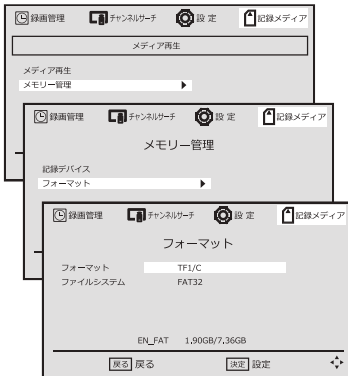 録画管理 チャンネルサーチ 設定 記録メディア
メディア再生
メディア再生
メモリー管理
録画管理 チャンネルサーチ 設定 記録メディア
メモリー管理
記録デバイス
フォーマット
録画管理 チャンネルサーチ 設定 記録メディア
フォーマット
フォーマット TF1/C
ファイルシステム FAT32
EN_FAT 1,90GB/7,36GB
戻る 戻る 決定 設定